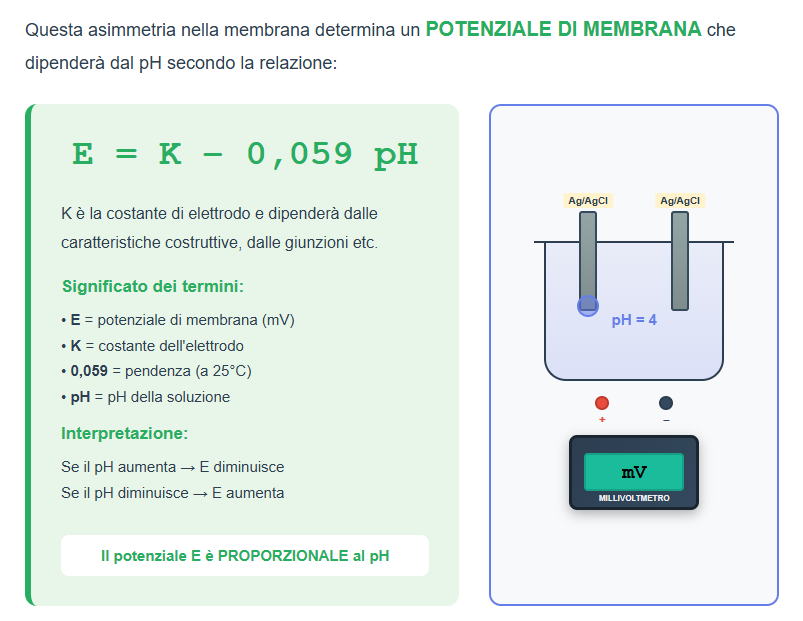 Questa asimmetria nella membrana determina un POTENZIALE DI MEMBRANA che
dipenderà dal pH secondo la relazione:
E = K − 0,059 pH
K è la costante di elettrodo e dipenderà dalle
caratteristiche costruttive, dalle giunzioni etc.
Significato dei termini:
• E = potenziale di membrana (mV)
• K = costante dell'elettrodo
• 0,059 = pendenza (a 25°C)
• pH = pH della soluzione
Interpretazione:
Se il pH aumenta → E diminuisce
Se il pH diminuisce → E aumenta
Il potenziale E è PROPORZIONALE al pH
Ag/AgCl Ag/AgCl
pH = 4
+ −
mV
MILLIVOLTMETRO